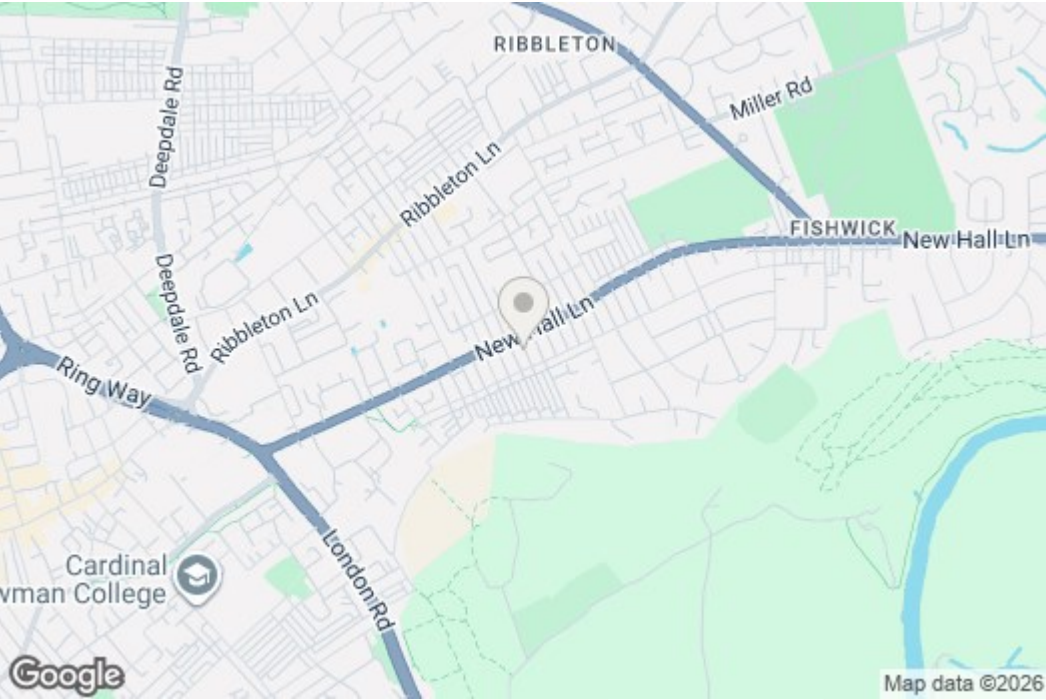 RIBBLETON
Miller Rd
Deepdale Rd
Ribbleton Ln
FISHWICK
New Hall Ln
Deepdale Rd
Ribbleton Ln
New Hall Ln
Ring Way
London Rd
Cardinal
wman College
Google
Map data ©2026